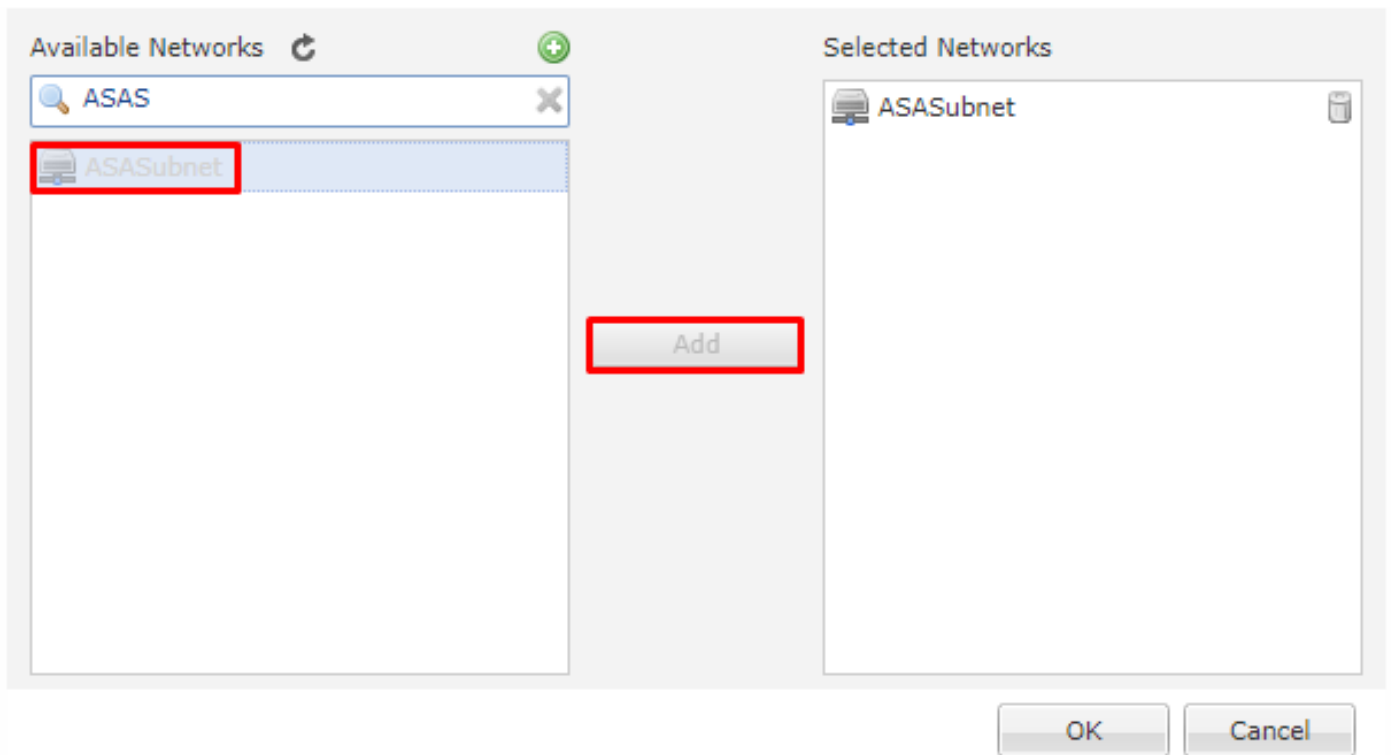 Available Networks
ASAS
ASASubnet
Add
Selected Networks
ASASubnet
OK
Cancel